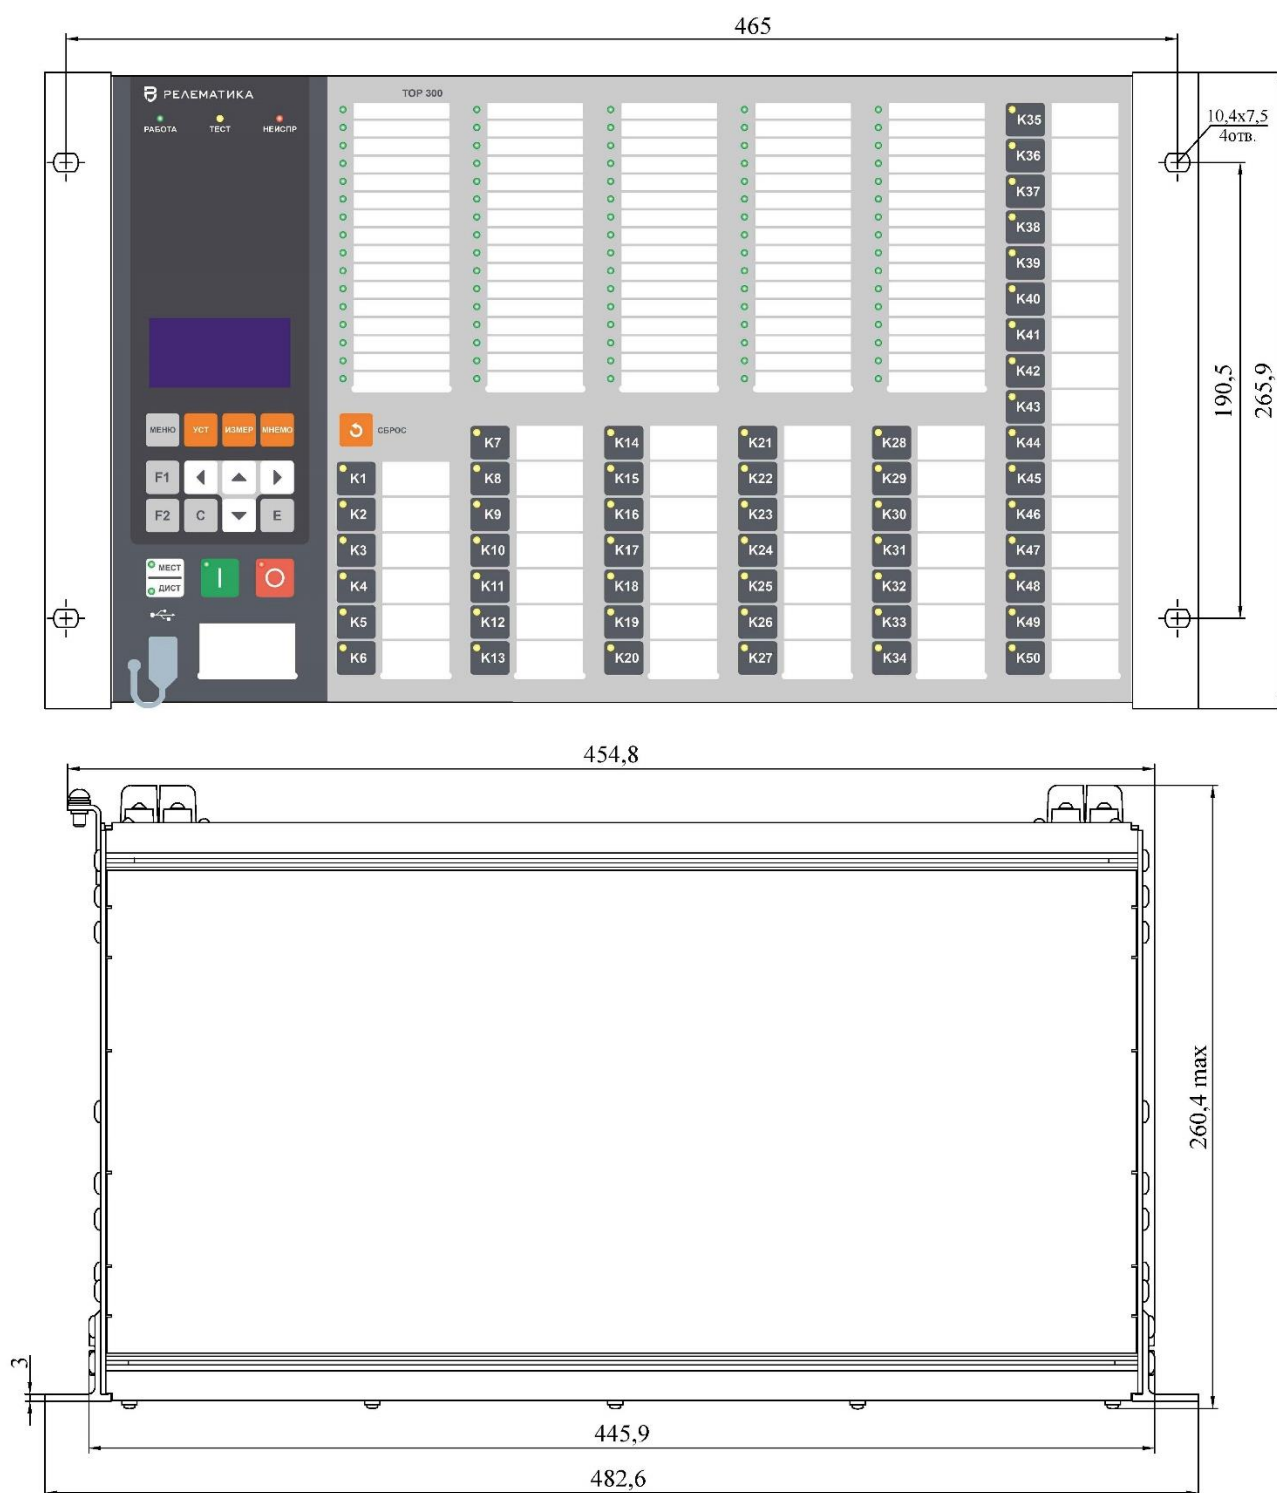 465
РЕЛЕМАТИКА
РАБОТА ТЕСТ НЕИСПР
ТОР 300
10,4х7,5
4отв.
190,5
265,9
МЕНЮ УСТ ИЗМЕР МНЕМО
F1
F2 C E
МЕСТ
ДИСТ
СБРОС
K1
K2
K3
K4
K5
K6
K7
K8
K9
K10
K11
K12
K13
K14
K15
K16
K17
K18
K19
K20
K21
K22
K23
K24
K25
K26
K27
K28
K29
K30
K31
K32
K33
K34
K35
K36
K37
K38
K39
K40
K41
K42
K43
K44
K45
K46
K47
K48
K49
K50
454,8
260,4 max
3
445,9
482,6